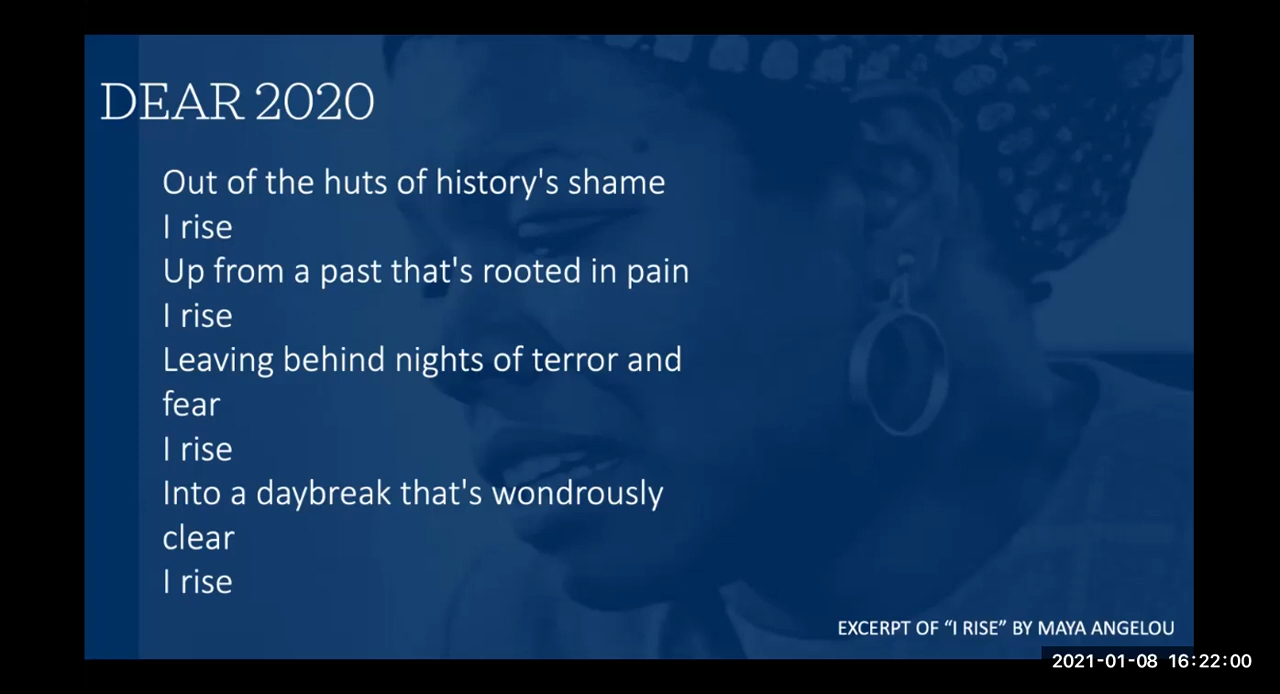 DEAR 2020
Out of the huts of history's shame
I rise
Up from a past that's rooted in pain
I rise
Leaving behind nights of terror and
fear
I rise
Into a daybreak that's wondrously
clear
I rise
EXCERPT OF “I RISE” BY MAYA ANGELOU
2021-01-08 16:22:00